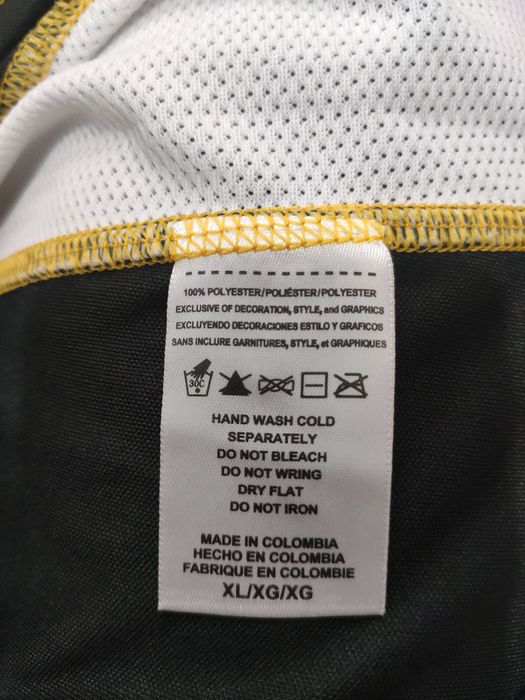 100% POLYESTER/POLIÉSTER/POLYESTER
EXCLUSIVE OF DECORATION, STYLE, and GRAPHICS
EXCLUYENDO DECORACIONES ESTILO Y GRAFICOS
SANS INCLURE GARNITURES, STYLE, et GRAPHIQUES
30C
HAND WASH COLD
SEPARATELY
DO NOT BLEACH
DO NOT WRING
DRY FLAT
DO NOT IRON
MADE IN COLOMBIA
HECHO EN COLOMBIA
FABRIQUE EN COLOMBIE
XL/XG/XG